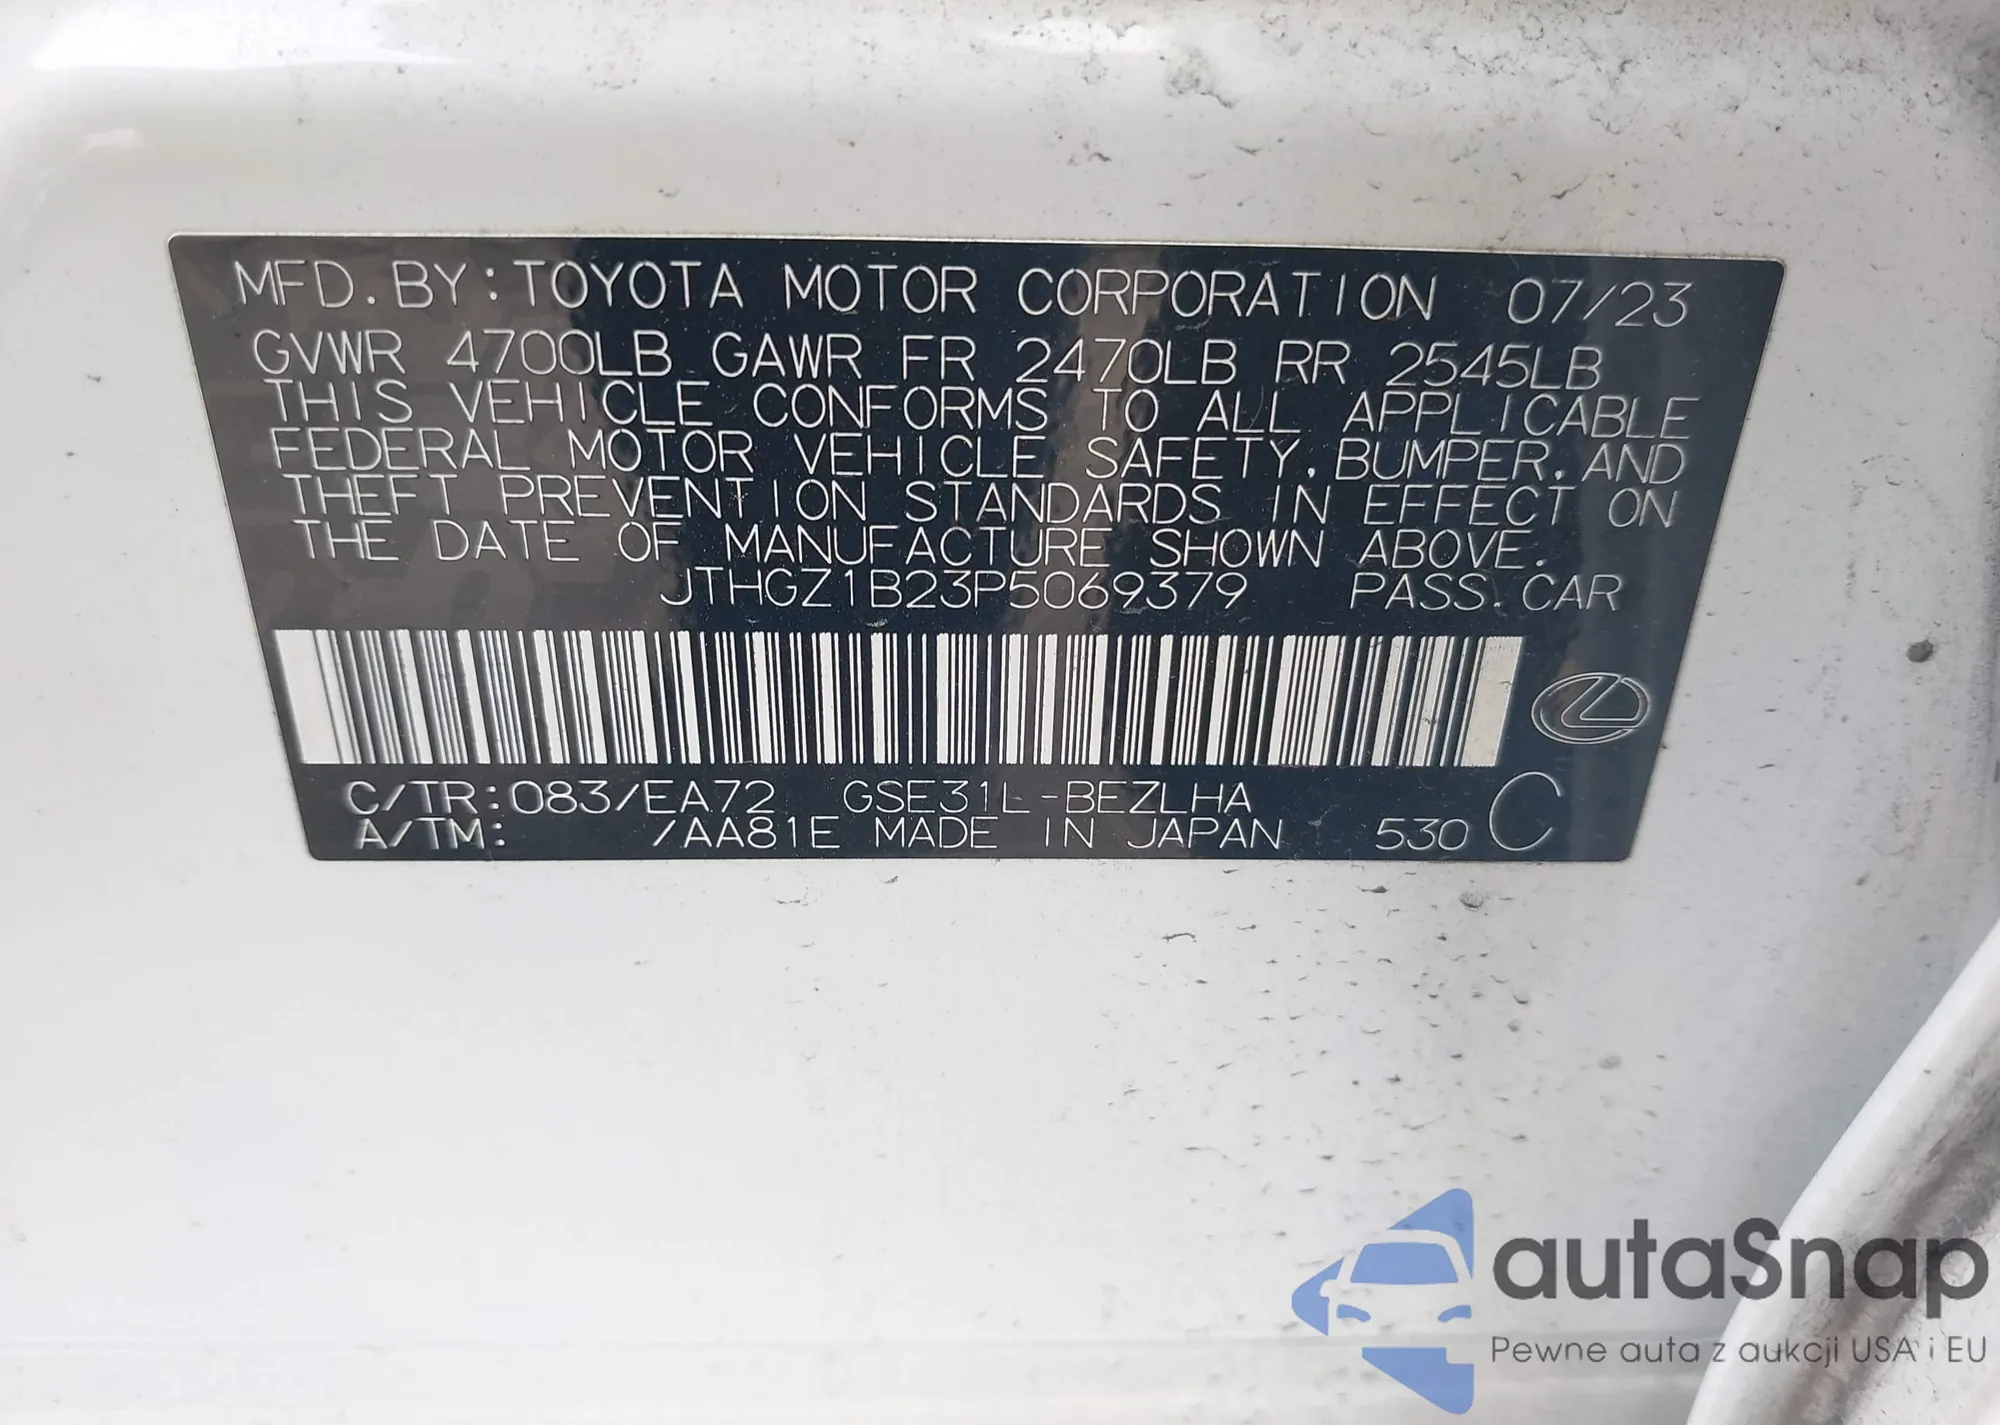 MFD. BY: TOYOTA MOTOR CORPORATION 07/23
GVWR 4700LB GAWR FR 2470LB RR 2545LB
THIS VEHICLE CONFORMS TO ALL APPLICABLE
FEDERAL MOTOR VEHICLE SAFETY, BUMPER, AND
THEFT PREVENTION STANDARDS IN EFFECT ON
THE DATE OF MANUFACTURE SHOWN ABOVE.
JTHGZ1B23P5069379 PASS. CAR
C/TR: 083/EA72 GSE31L-BEZLHA
A/TM: /AA81E MADE IN JAPAN 530 C
autaSnap
Pewne auta z aukcji USA i EU